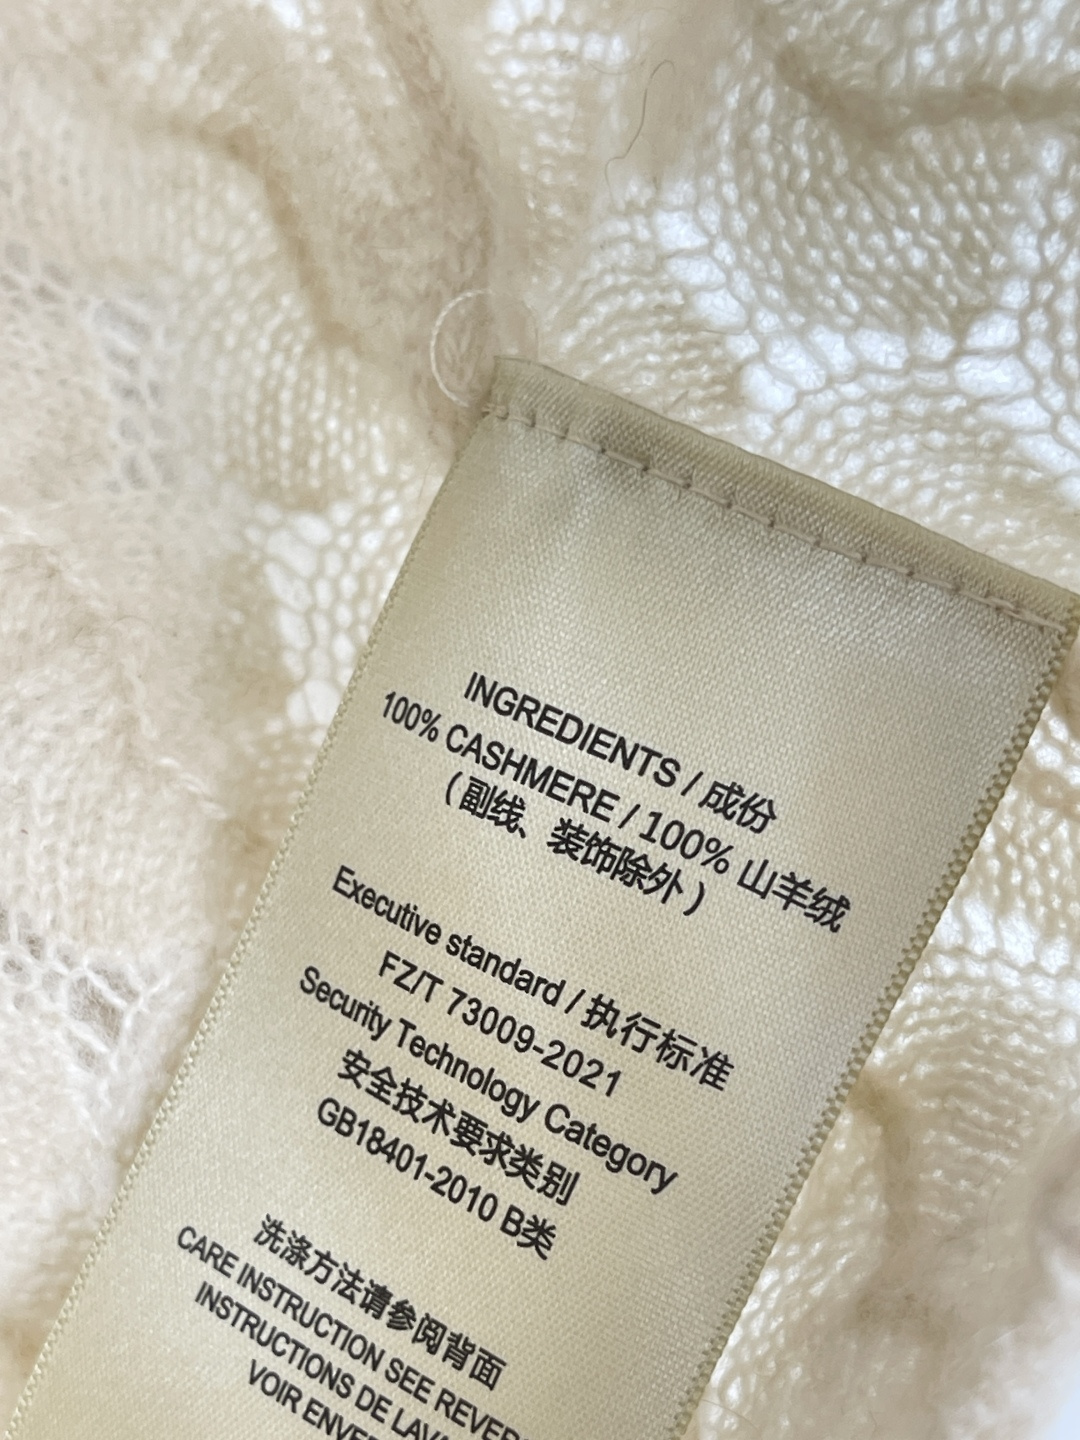 INGREDIENTS / 成份
100% CASHMERE / 100% 山羊绒
(副线、装饰除外)
Executive standard / 执行标准
FZ/T 73009-2021
Security Technology Category
安全技术要求类别
GB18401-2010 B类
洗涤方法请参阅背面
CARE INSTRUCTION SEE
INSTRUCTIONS DE
VOIR